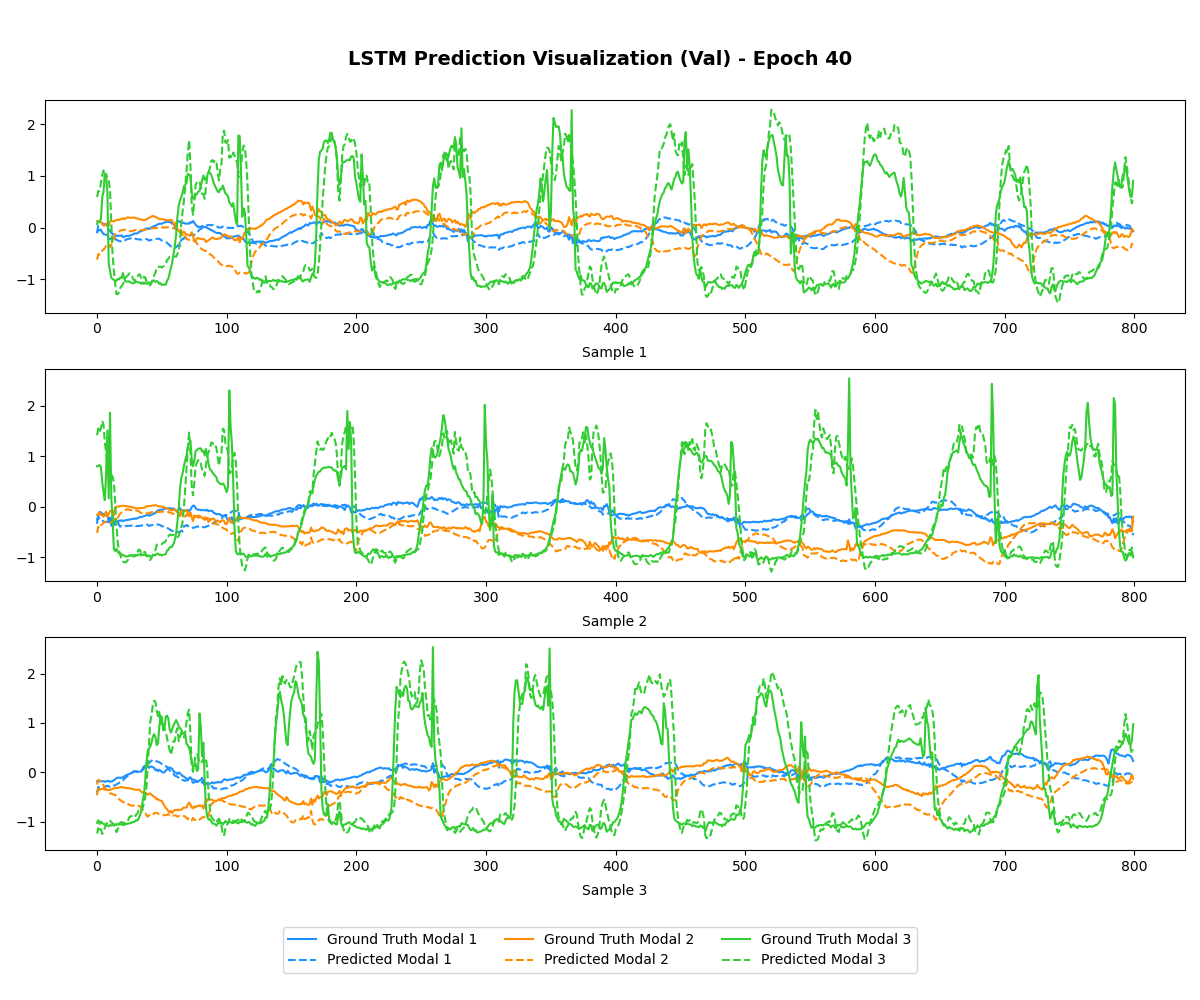 LSTM Prediction Visualization (Val) - Epoch 40
2
1
0
−1
0 100 200 300 400 500 600 700 800
Sample 1
2
1
0
−1
0 100 200 300 400 500 600 700 800
Sample 2
2
1
0
−1
0 100 200 300 400 500 600 700 800
Sample 3
Ground Truth Modal 1 Ground Truth Modal 2 Ground Truth Modal 3
Predicted Modal 1 Predicted Modal 2 Predicted Modal 3